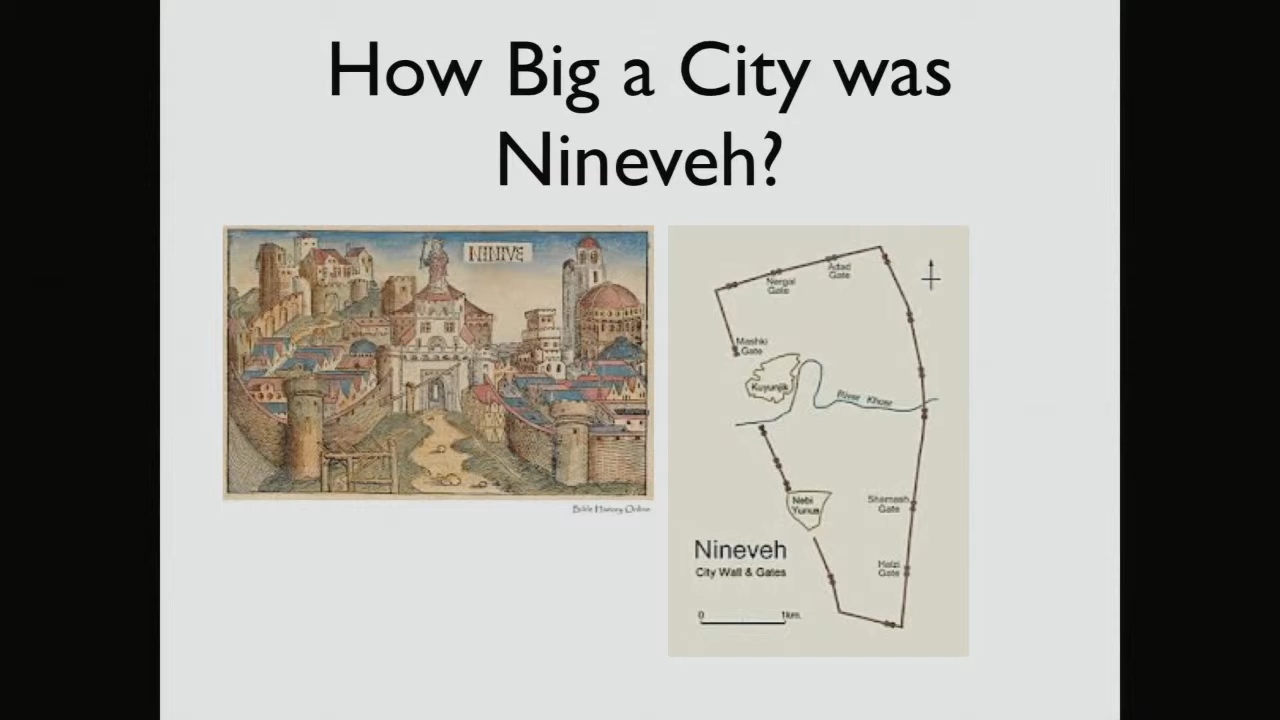 How Big a City was
Nineveh?
NINIVE
Bible History Online
Adad
Gate
Nergal
Gate
Mashki
Gate
Kuyunjik
River Khosr
Nebi
Yunus
Shamash
Gate
Halzi
Gate
Nineveh
City Wall & Gates
0 1km.